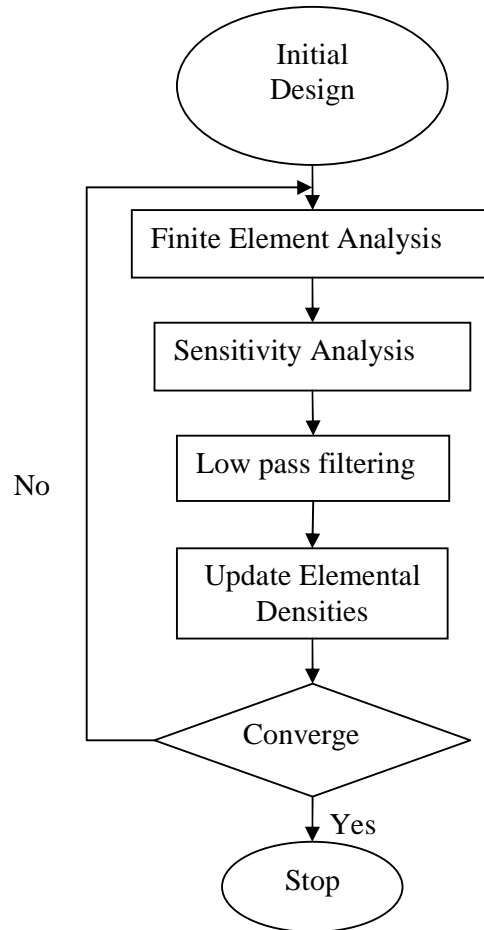 Initial
Design
Finite Element Analysis
Sensitivity Analysis
Low pass filtering
No
Update Elemental
Densities
Converge
Yes
Stop